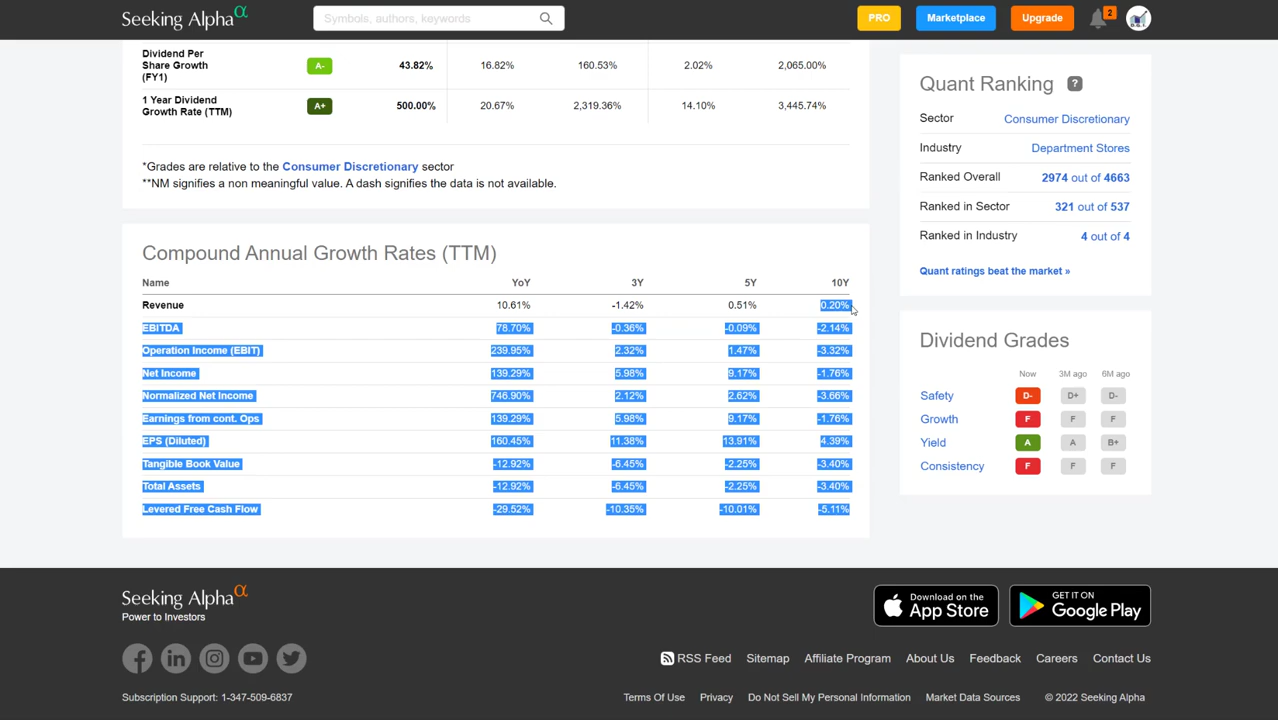 Seeking Alphaα
Symbols, authors, keywords
PRO
Marketplace
Upgrade
2
Dividend Per
Share Growth
(FY1)
A-
43.82%
16.82%
160.53%
2.02%
2,065.00%
1 Year Dividend
Growth Rate (TTM)
A+
500.00%
20.67%
2,319.36%
14.10%
3,445.74%
*Grades are relative to the Consumer Discretionary sector
**NM signifies a non meaningful value. A dash signifies the data is not available.
Compound Annual Growth Rates (TTM)
Name YoY 3Y 5Y 10Y
Revenue 10.61% -1.42% 0.51% 0.20%
EBITDA 78.70% -0.36% -0.09% -2.14%
Operation Income (EBIT) 239.95% 2.32% 1.47% -3.32%
Net Income 139.29% 5.98% 9.17% -1.76%
Normalized Net Income 746.90% 2.12% 2.62% -3.66%
Earnings from cont. Ops 139.29% 5.98% 9.17% -1.76%
EPS (Diluted) 160.45% 11.38% 13.91% 4.39%
Tangible Book Value -12.92% -6.45% -2.25% -3.40%
Total Assets -12.92% -6.45% -2.25% -3.40%
Levered Free Cash Flow -29.52% -10.35% -10.01% -5.11%
Quant Ranking ?
Sector Consumer Discretionary
Industry Department Stores
Ranked Overall 2974 out of 4663
Ranked in Sector 321 out of 537
Ranked in Industry 4 out of 4
Quant ratings beat the market »
Dividend Grades
Now 3M ago 6M ago
Safety D- D+ D-
Growth F F F
Yield A A B+
Consistency F F F
Seeking Alphaα
Power to Investors
Download on the
App Store
GET IT ON
Google Play
RSS Feed Sitemap Affiliate Program About Us Feedback Careers Contact Us
Subscription Support: 1-347-509-6837
Terms Of Use Privacy Do Not Sell My Personal Information Market Data Sources © 2022 Seeking Alpha